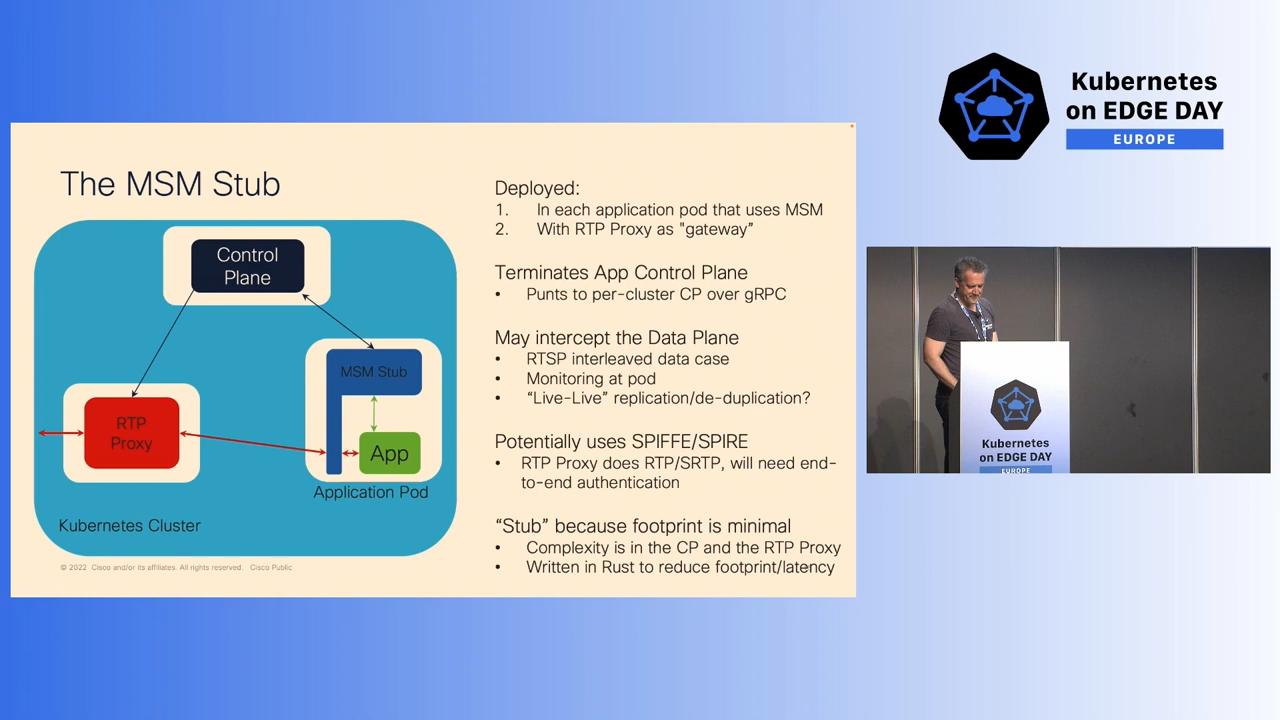 Kubernetes
on EDGE DAY
EUROPE
The MSM Stub
Control
Plane
MSM Stub
RTP
Proxy
App
Application Pod
Kubernetes Cluster
© 2022 Cisco and/or its affiliates. All rights reserved. Cisco Public
Deployed:
1. In each application pod that uses MSM
2. With RTP Proxy as "gateway”
Terminates App Control Plane
• Punts to per-cluster CP over gRPC
May intercept the Data Plane
• RTSP interleaved data case
• Monitoring at pod
• “Live-Live” replication/de-duplication?
Potentially uses SPIFFE/SPIRE
• RTP Proxy does RTP/SRTP, will need end-
to-end authentication
“Stub” because footprint is minimal
• Complexity is in the CP and the RTP Proxy
• Written in Rust to reduce footprint/latency
Kubernetes
on EDGE DAY
EUROPE